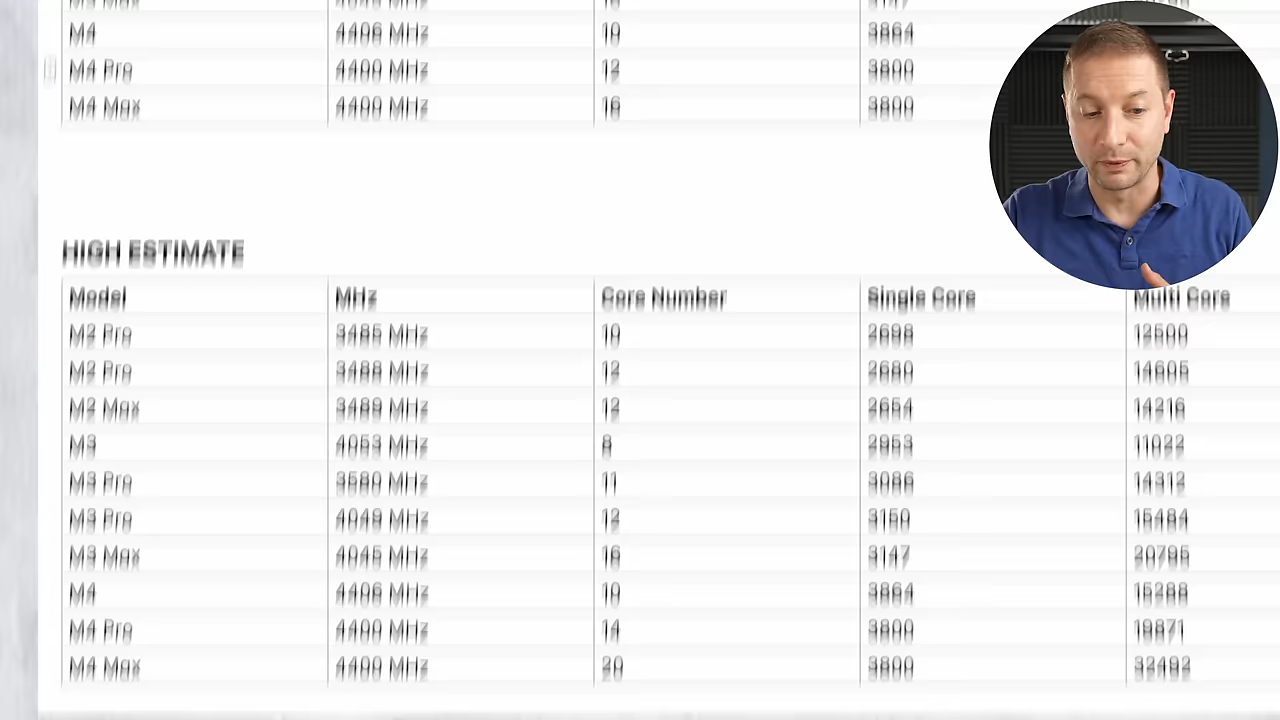 M4 4406 MHz 10 3864
M4 Pro 4400 MHz 12 3800
M4 Max 4400 MHz 16 3800
HIGH ESTIMATE
Model MHz Core Number Single Core Multi Core
M2 Pro 3485 MHz 10 2698 12500
M2 Pro 3488 MHz 12 2680 14605
M2 Max 3489 MHz 12 2654 14216
M3 4053 MHz 8 2953 11022
M3 Pro 3580 MHz 11 3086 14312
M3 Pro 4049 MHz 12 3150 15484
M3 Max 4045 MHz 16 3147 20795
M4 4406 MHz 10 3864 15288
M4 Pro 4400 MHz 14 3800 19871
M4 Max 4400 MHz 20 3800 32492